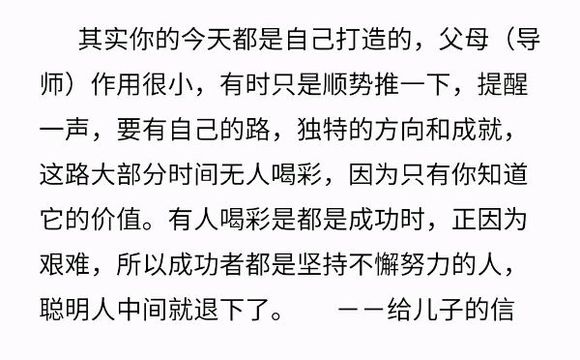 其实你的今天都是自己打造的，父母（导
师）作用很小，有时只是顺势推一下，提醒
一声，要有自己的路，独特的方向和成就，
这路大部分时间无人喝彩，因为只有你知道
它的价值。有人喝彩是都是成功时，正因为
艰难，所以成功者都是坚持不懈努力的人，
聪明人中间就退下了。　　－－给儿子的信